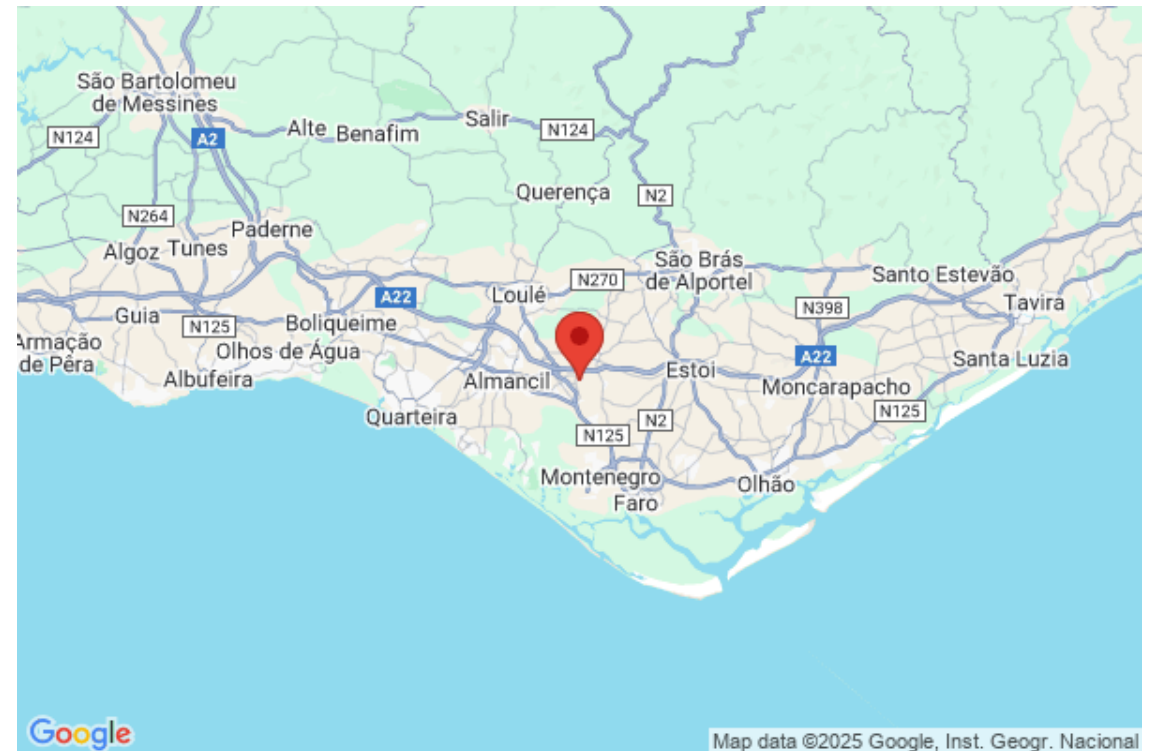 São Bartolomeu
de Messines
N124
A2
Alte
Benafim
Salir
N124
Querença
N2
N264
Paderne
Algoz
Tunes
São Brás
de Alportel
N270
Santo Estevão
Loulé
A22
N398
Tavira
Guia
N125
Boliqueime
Armação
de Pêra
Olhos de Água
Albufeira
Almancil
Estoi
A22
Santa Luzia
Moncarapacho
Quarteira
N125
N2
N125
Montenegro
Faro
Olhão
Google
Map data ©2025 Google, Inst. Geogr. Nacional